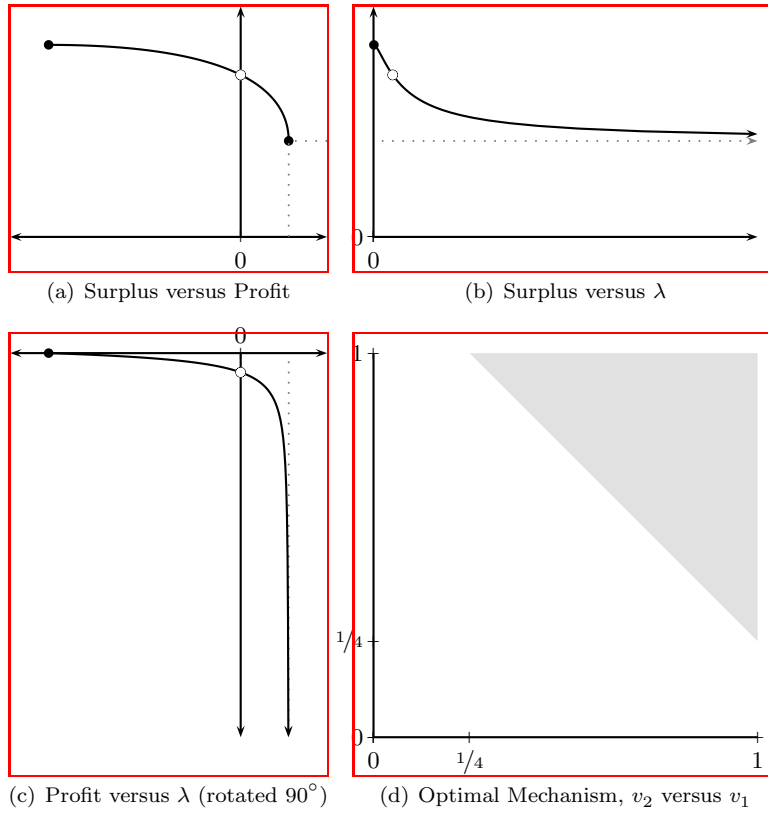 0
(a) Surplus versus Profit
0
0
(b) Surplus versus λ
0
(c) Profit versus λ (rotated 90°)
1
1/4
0
0
1/4
1
(d) Optimal Mechanism, v₂ versus v₁